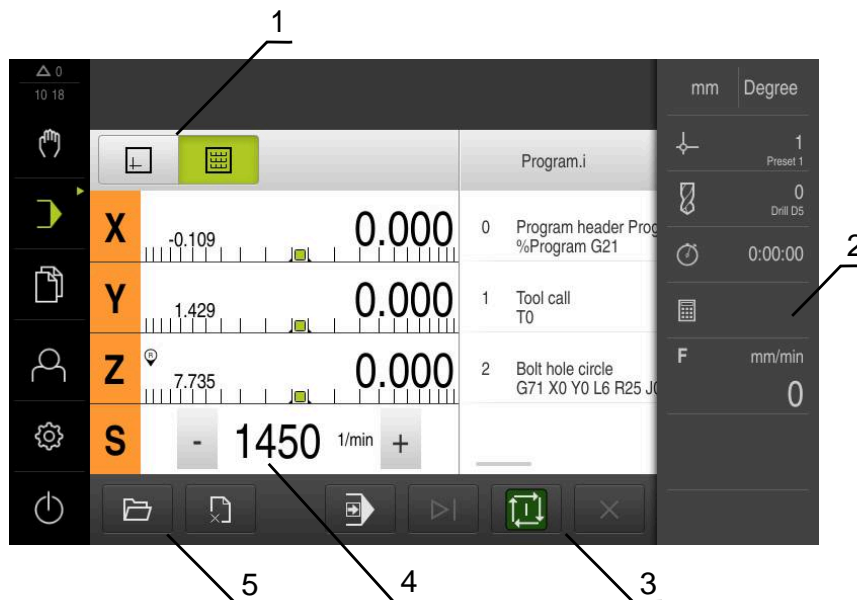 1
0
10 18
mm Degree
1
Preset 1
Program.i
0
Drill D5
X -0.109 0.000
0 Program header Prog
%Program G21
0:00:00
2
Y 1.429 0.000
1 Tool call
T0
F mm/min
0
Z R 7.735 0.000
2 Bolt hole circle
G71 X0 Y0 L6 R25 J0
S - 1450 1/min +
I
5 4 3